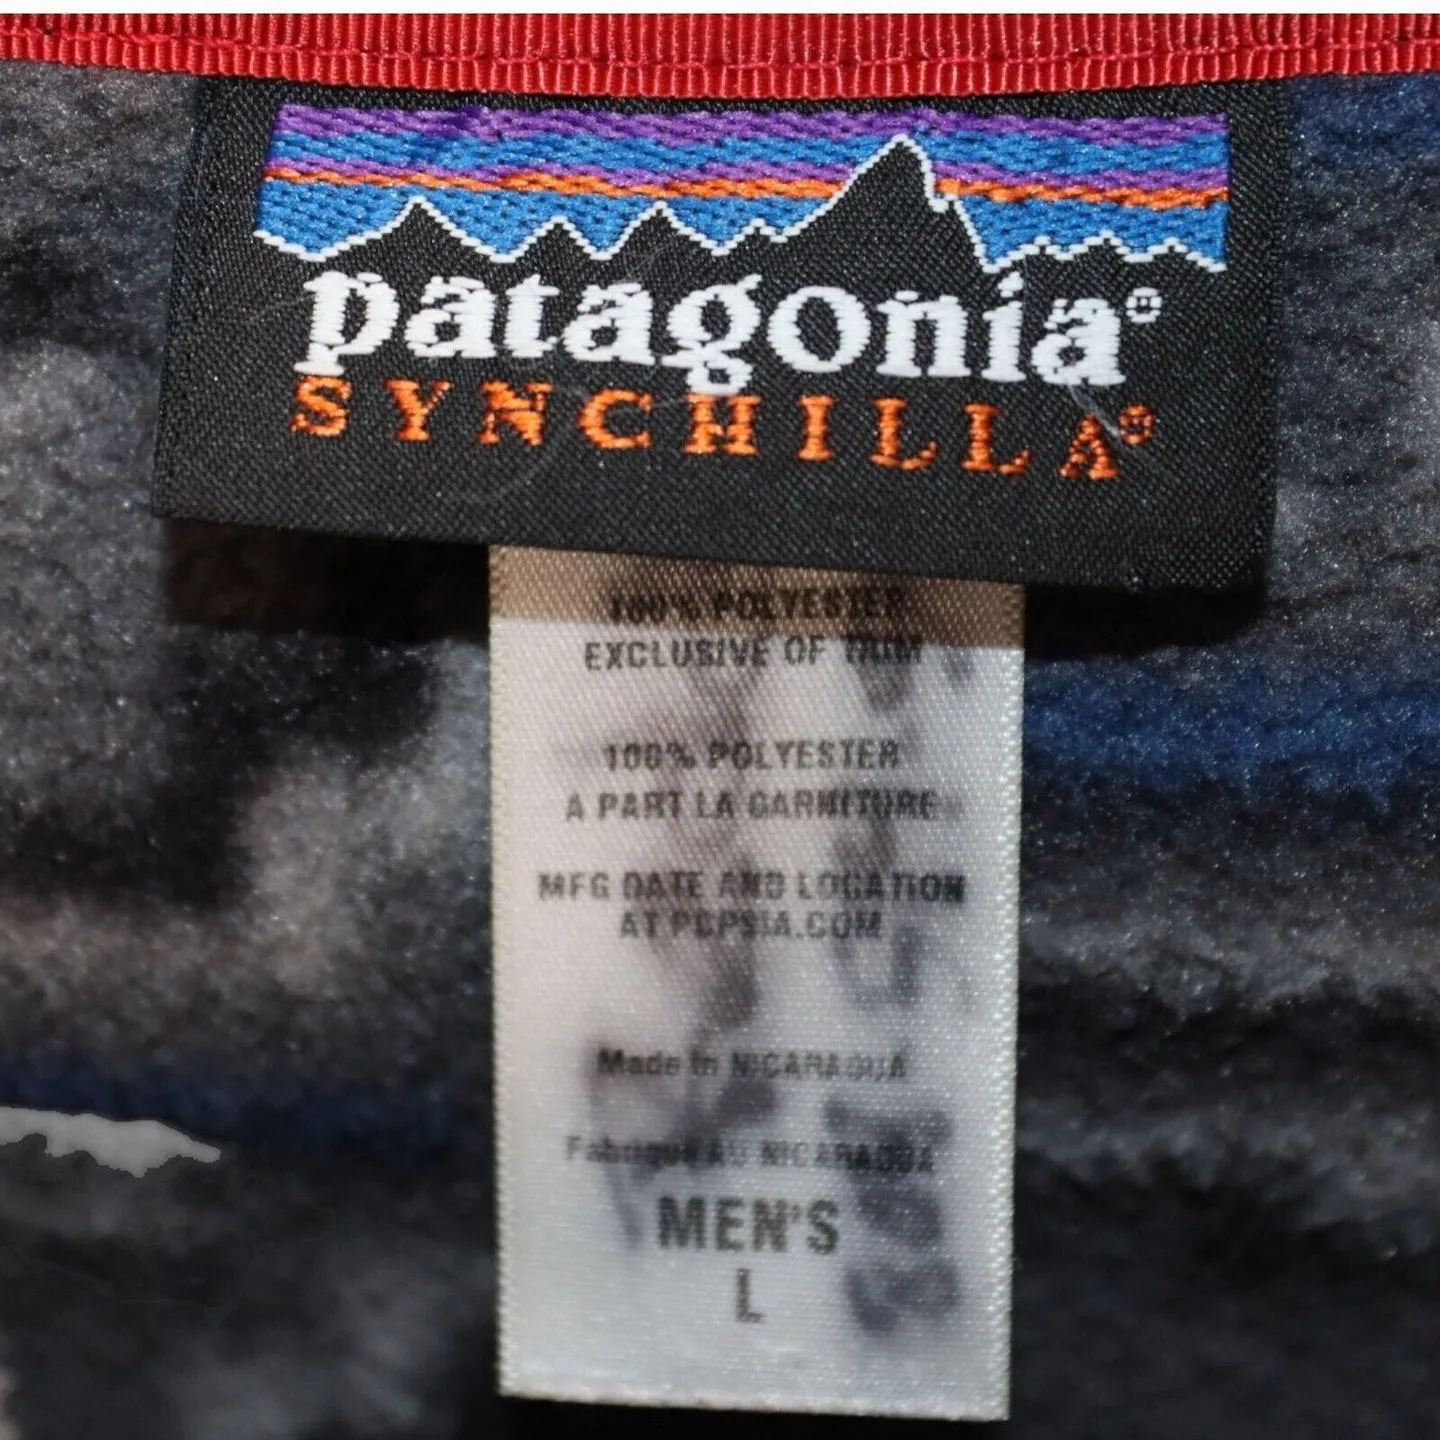 patagonia®
SYNCHILLA®
100% POLYESTER
EXCLUSIVE OF TRIM
100% POLYESTER
A PART LA GARNITURE
MFG DATE AND LOCATION
AT PCPSIA.COM
Made in NICARAGUA
Fabrique AU NICARAGUA
MEN'S
L